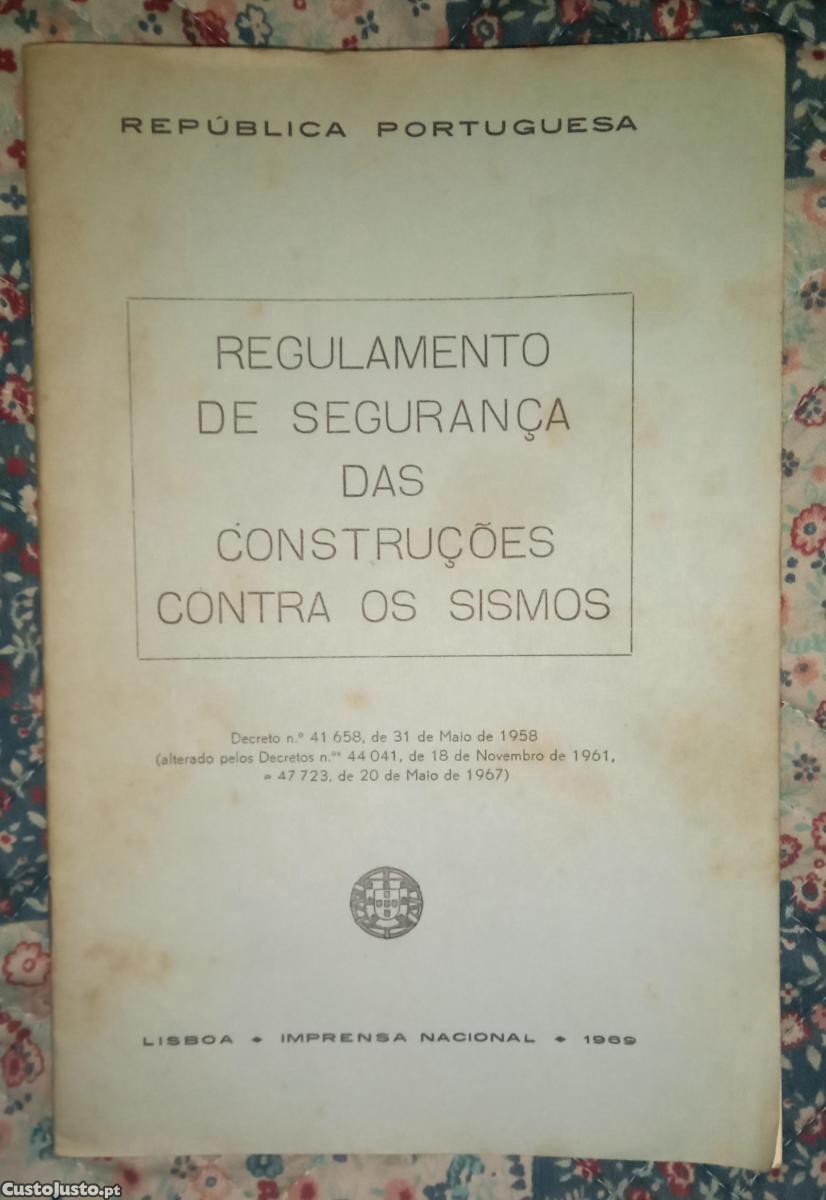 REPÚBLICA PORTUGUESA
REGULAMENTO
DE SEGURANÇA
DAS
CONSTRUÇÕES
CONTRA OS SISMOS
Decreto n.º 41 658, de 31 de Maio de 1958
(alterado pelos Decretos n.ºˢ 44 041, de 18 de Novembro de 1961,
e 47 723, de 20 de Maio de 1967)
LISBOA • IMPRENSA NACIONAL • 1969
CustoJusto.pt